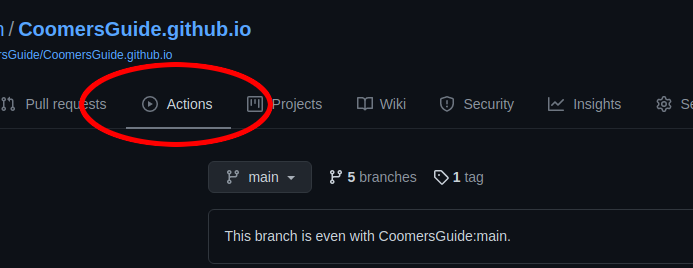 / CoomersGuide.github.io
rsGuide/CoomersGuide.github.io
Pull requests Actions Projects Wiki Security Insights
main 5 branches 1 tag
This branch is even with CoomersGuide:main.